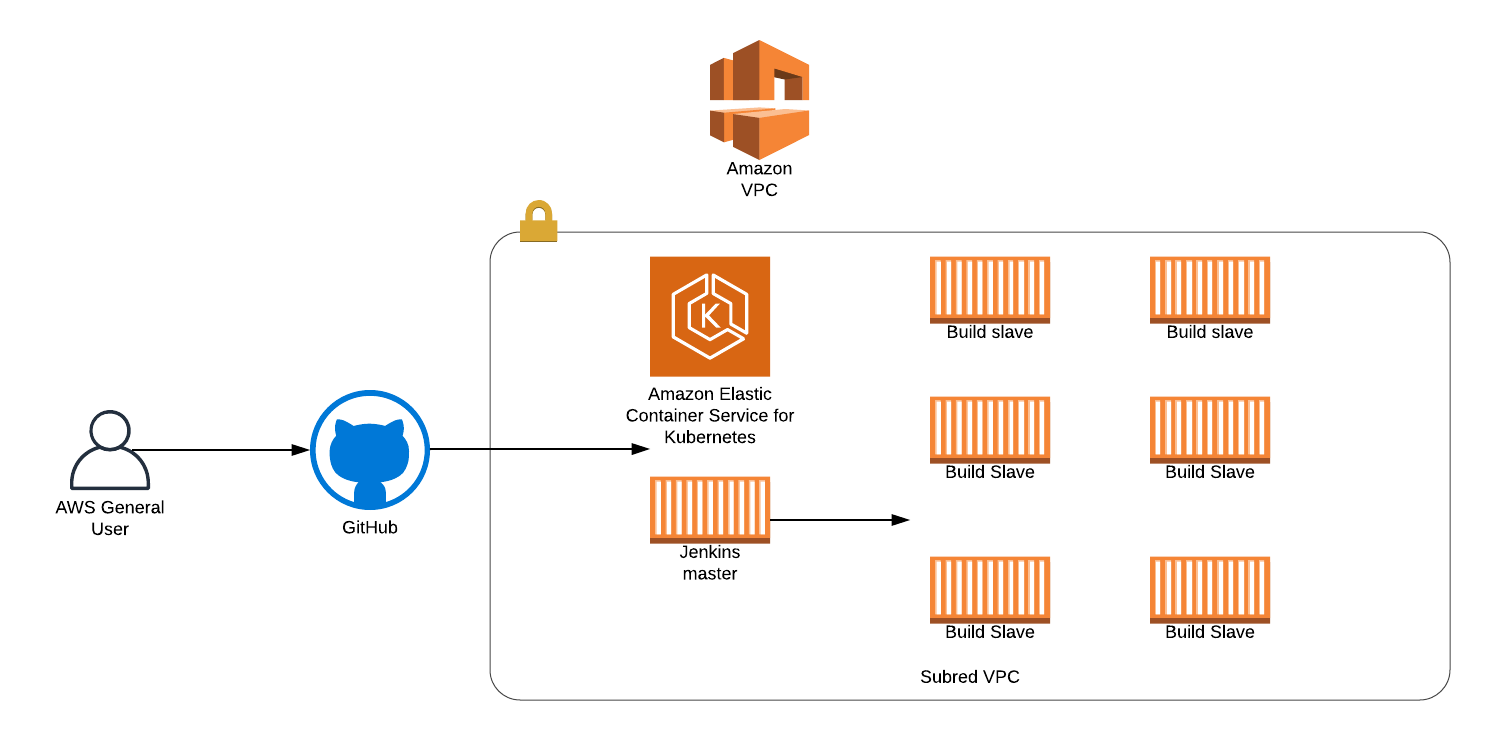 Amazon
VPC
Amazon Elastic
Container Service for
Kubernetes
K
Build slave
Build slave
Build Slave
Build Slave
AWS General
User
GitHub
Jenkins
master
Build Slave
Build Slave
Subred VPC